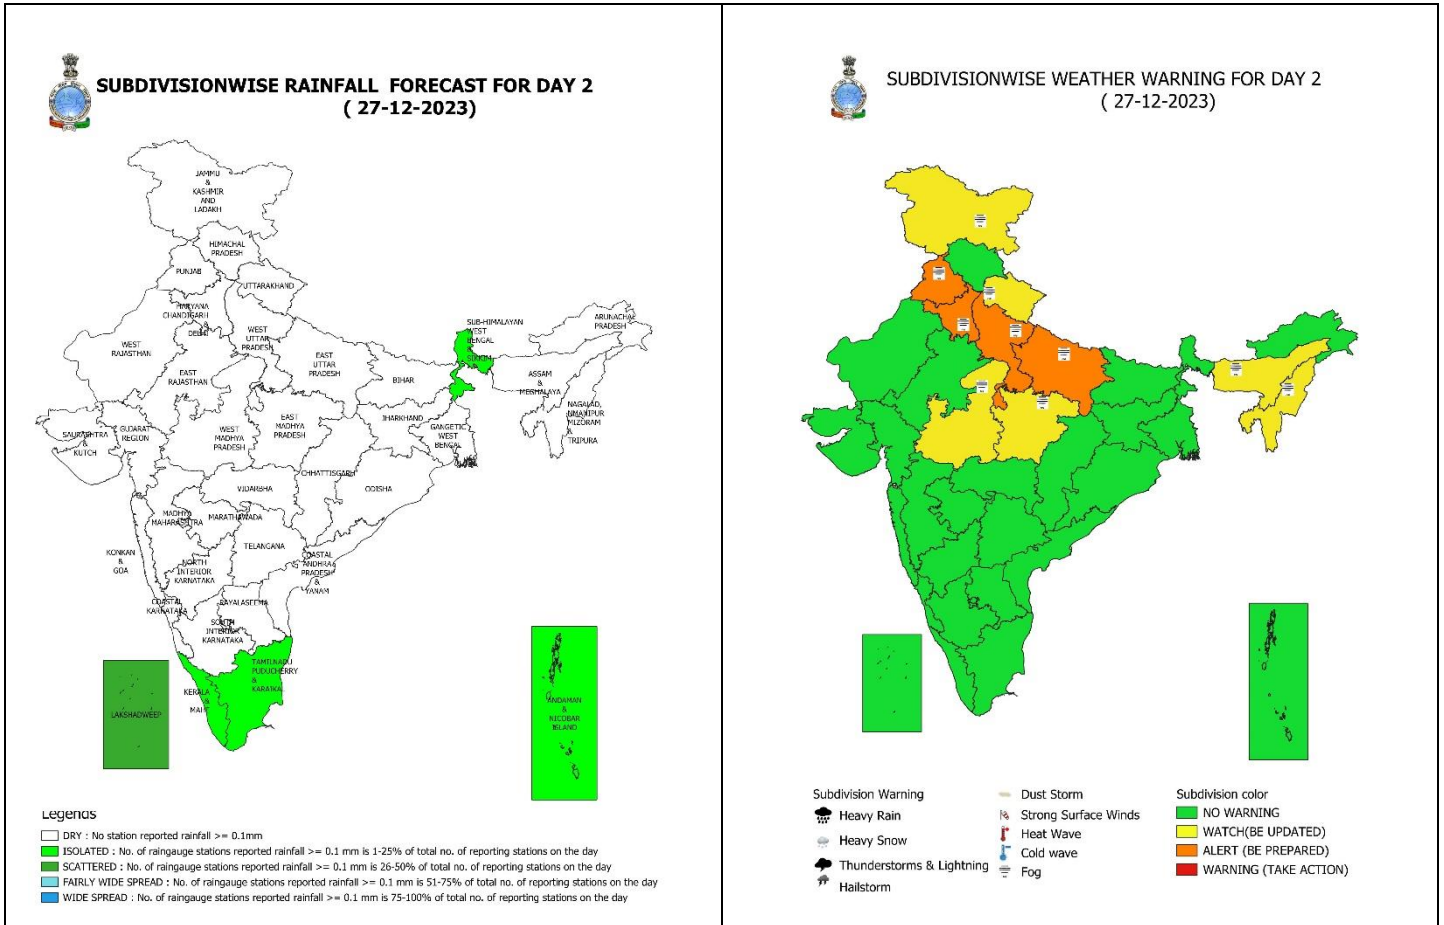 SUBDIVISIONWISE RAINFALL FORECAST FOR DAY 2
( 27-12-2023)
JAMMU
&
KASHMIR
AND
LADAKH
HIMACHAL
PRADESH
PUNJAB
UTTARAKHAND
HARYANA
CHANDIGARH
&
DELHI
WEST
RAJASTHAN
WEST
UTTAR
PRADESH
EAST
UTTAR
PRADESH
EAST
RAJASTHAN
SUB-HIMALAYAN
WEST
BENGAL
&
SIKKIM
ARUNACHAL
PRADESH
ASSAM
&
MEGHALAYA
BIHAR
NAGALAD,
MANIPUR
MIZORAM
&
TRIPURA
JHARKHAND
GANGETIC
WEST
BENGAL
SAURASHTRA
&
KUTCH
GUJARAT
REGION
WEST
MADHYA
PRADESH
EAST
MADHYA
PRADESH
CHHATTISGARH
ODISHA
VIDARBHA
MADHYA
MAHARASHTRA
MARATHAWADA
TELANGANA
KONKAN
&
GOA
NORTH
INTERIOR
KARNATAKA
COASTAL
ANDHRA
PRADESH
&
YANAM
COASTAL
KARNATAKA
RAYALASEEMA
SOUTH
INTERIOR
KARNATAKA
TAMILNADU
PUDUCHERRY
&
KARAIKAL
KERALA
&
MAHE
LAKSHADWEEP
ANDAMAN
&
NICOBAR
ISLAND
Legends
DRY : No station reported rainfall >= 0.1mm
ISOLATED : No. of raingauge stations reported rainfall >= 0.1 mm is 1-25% of total no. of reporting stations on the day
SCATTERED : No. of raingauge stations reported rainfall >= 0.1 mm is 26-50% of total no. of reporting stations on the day
FAIRLY WIDE SPREAD : No. of raingauge stations reported rainfall >= 0.1 mm is 51-75% of total no. of reporting stations on the day
WIDE SPREAD : No. of raingauge stations reported rainfall >= 0.1 mm is 75-100% of total no. of reporting stations on the day
SUBDIVISIONWISE WEATHER WARNING FOR DAY 2
( 27-12-2023)
Subdivision Warning
Heavy Rain
Heavy Snow
Thunderstorms & Lightning
Hailstorm
Dust Storm
Strong Surface Winds
Heat Wave
Cold wave
Fog
Subdivision color
NO WARNING
WATCH(BE UPDATED)
ALERT (BE PREPARED)
WARNING (TAKE ACTION)